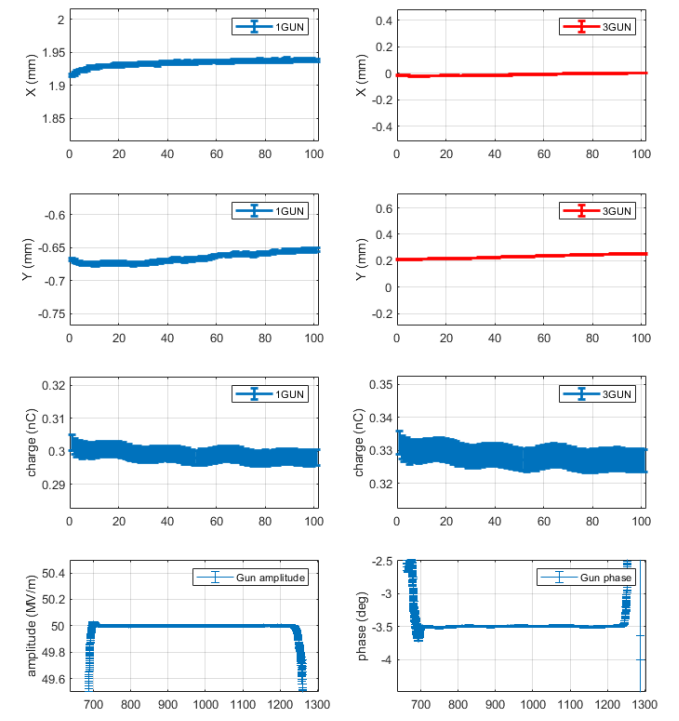 2
1.95
1.9
1.85
X (mm)
1GUN
0 20 40 60 80 100
0.4
0.2
0
-0.2
-0.4
X (mm)
3GUN
0 20 40 60 80 100
-0.6
-0.65
-0.7
-0.75
Y (mm)
1GUN
0 20 40 60 80 100
0.6
0.4
0.2
0
-0.2
Y (mm)
3GUN
0 20 40 60 80 100
0.32
0.31
0.3
0.29
charge (nC)
1GUN
0 20 40 60 80 100
0.35
0.34
0.33
0.32
charge (nC)
3GUN
0 20 40 60 80 100
50.4
50.2
50
49.8
49.6
amplitude (MV/m)
Gun amplitude
700 800 900 1000 1100 1200 1300
-2.5
-3
-3.5
-4
phase (deg)
Gun phase
700 800 900 1000 1100 1200 1300